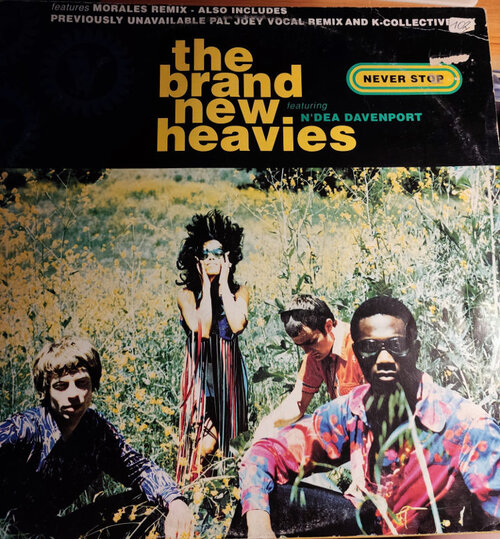 features MORALES REMIX - ALSO INCLUDES
PREVIOUSLY UNAVAILABLE PAL JOEY VOCAL REMIX AND K-COLLECTIVE
the
brand
new
heavies
featuring
N'DEA DAVENPORT
NEVER STOP